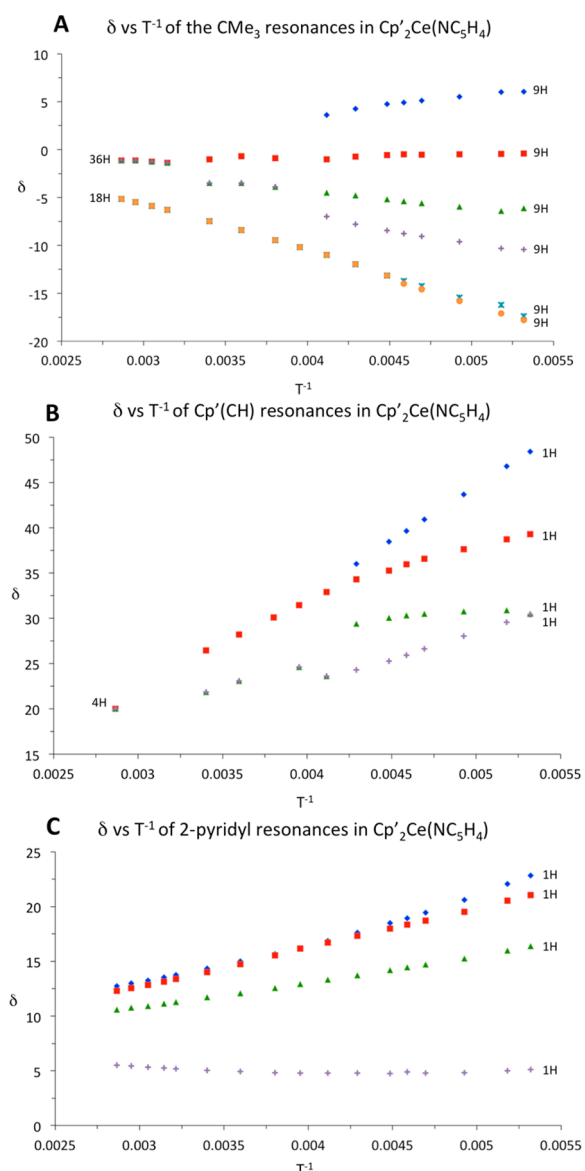 A
δ vs T⁻¹ of the CMe₃ resonances in Cp'₂Ce(NC₅H₄)
10
5
0
-5
-10
-15
-20
δ
36H
18H
9H
9H
9H
9H
9H
9H
0.0025 0.003 0.0035 0.004 0.0045 0.005 0.0055
T⁻¹
B
δ vs T⁻¹ of Cp'(CH) resonances in Cp'₂Ce(NC₅H₄)
50
45
40
35
30
25
20
15
δ
4H
1H
1H
1H
1H
0.0025 0.003 0.0035 0.004 0.0045 0.005 0.0055
T⁻¹
C
δ vs T⁻¹ of 2-pyridyl resonances in Cp'₂Ce(NC₅H₄)
25
20
15
10
5
0
δ
1H
1H
1H
1H
0.0025 0.003 0.0035 0.004 0.0045 0.005 0.0055
T⁻¹